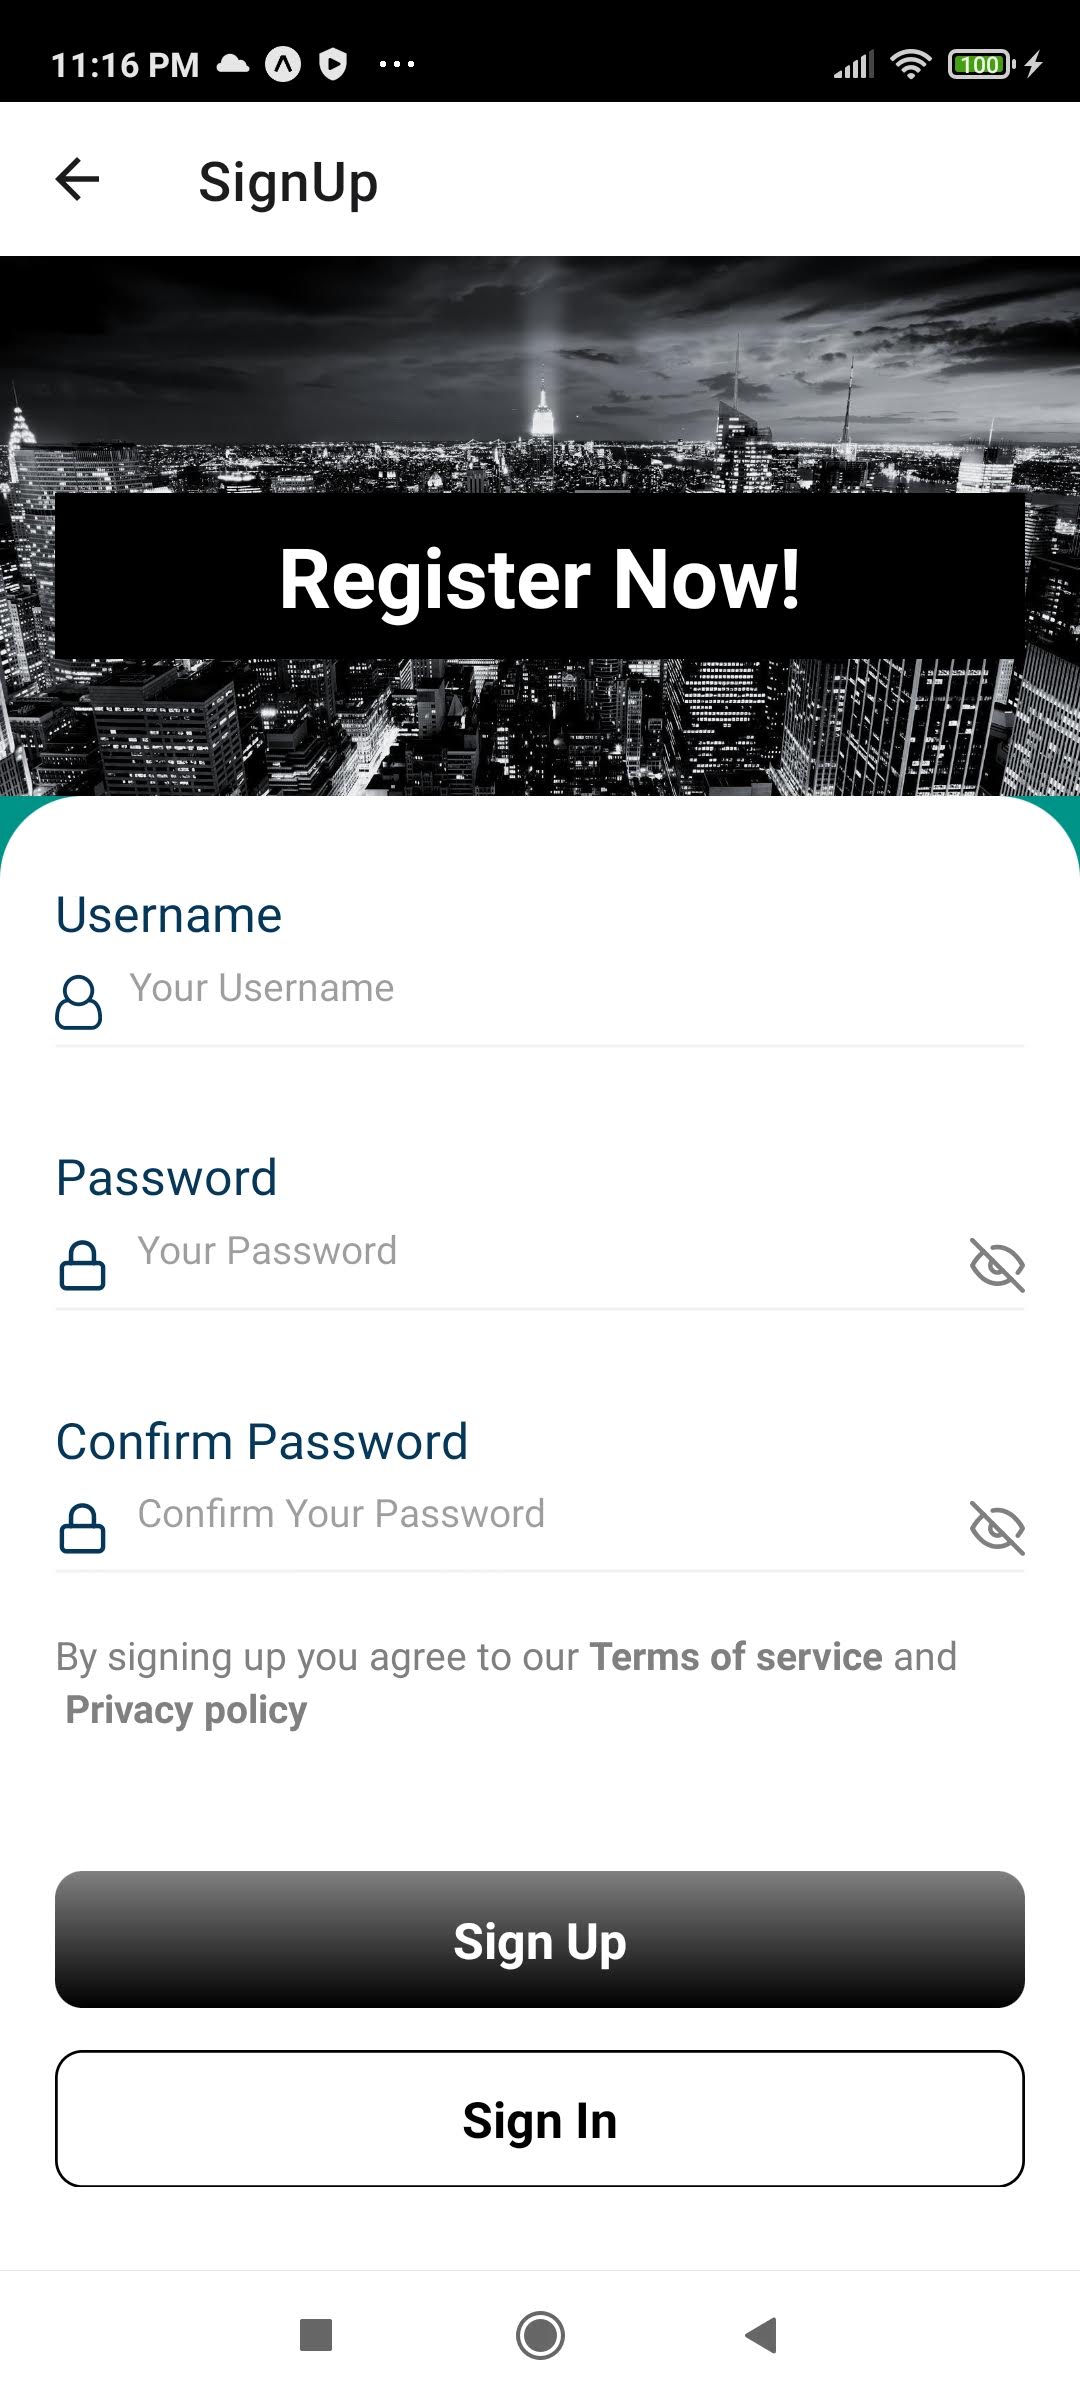 11:16 PM
100
SignUp
Register Now!
Username
Your Username
Password
Your Password
Confirm Password
Confirm Your Password
By signing up you agree to our Terms of service and
Privacy policy
Sign Up
Sign In